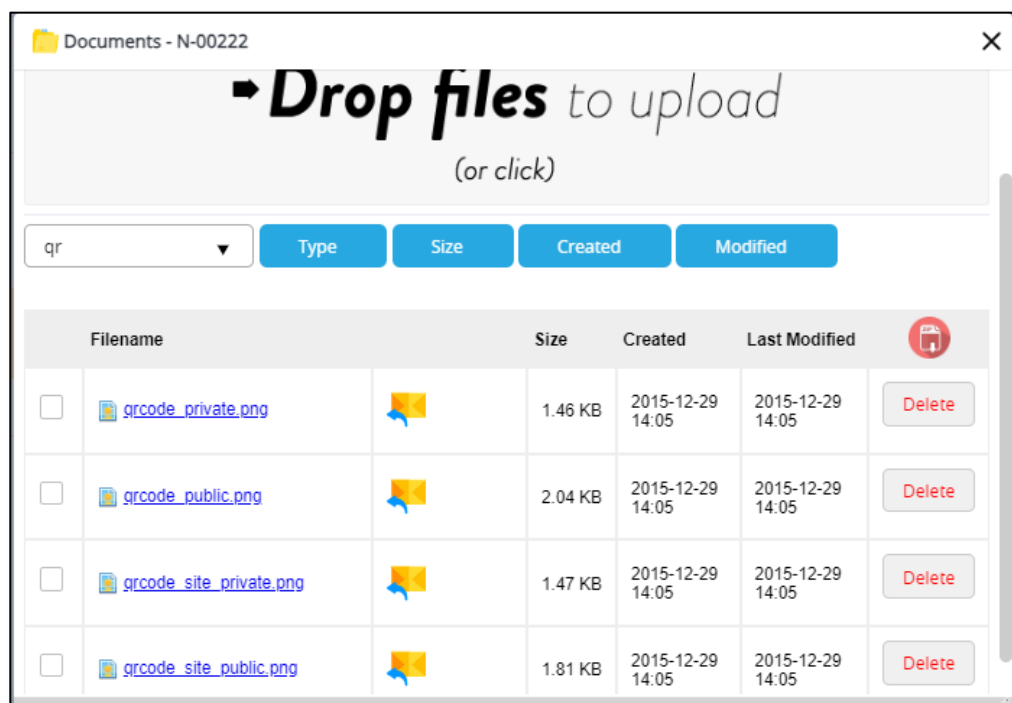 Documents - N-00222
Drop files to upload
(or click)
qr Type Size Created Modified
Filename Size Created Last Modified
qrcode_private.png 1.46 KB 2015-12-29 14:05 2015-12-29 14:05 Delete
qrcode_public.png 2.04 KB 2015-12-29 14:05 2015-12-29 14:05 Delete
qrcode_site_private.png 1.47 KB 2015-12-29 14:05 2015-12-29 14:05 Delete
qrcode_site_public.png 1.81 KB 2015-12-29 14:05 2015-12-29 14:05 Delete